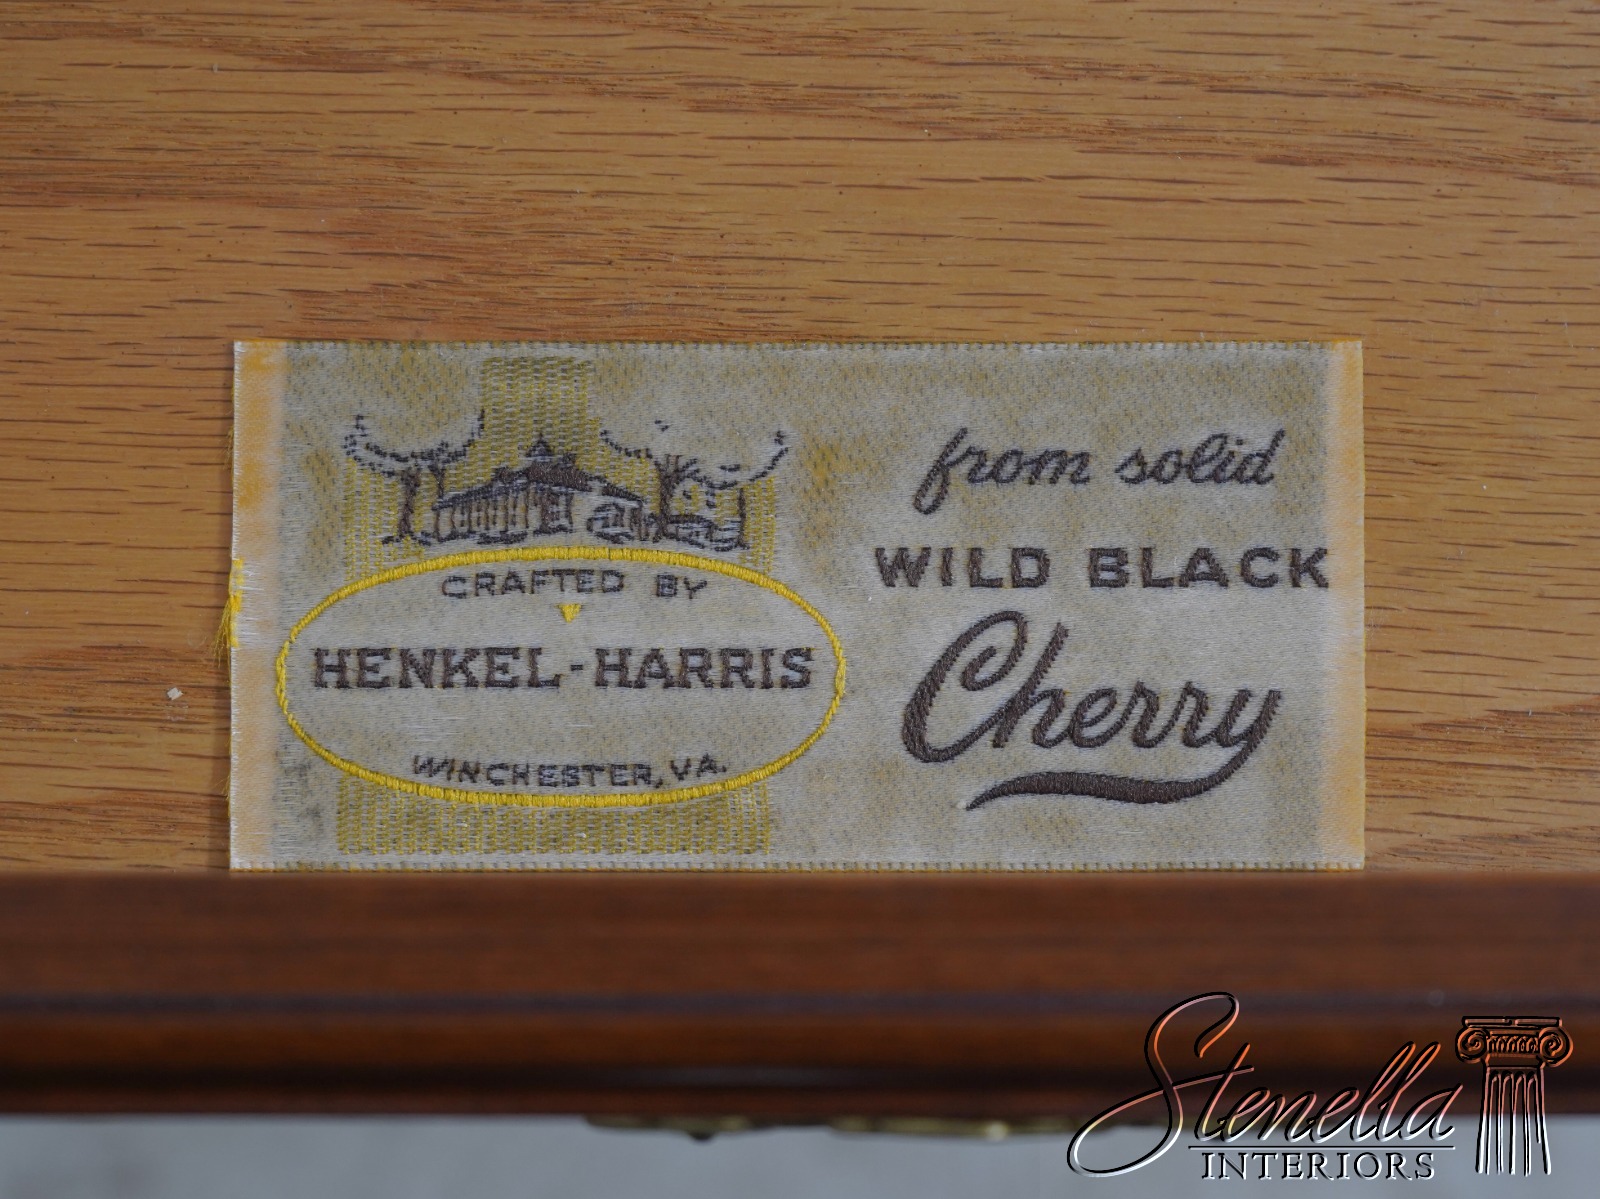 CRAFTED BY
HENKEL-HARRIS
WINCHESTER, VA.
from solid
WILD BLACK
Cherry
Stenella
INTERIORS